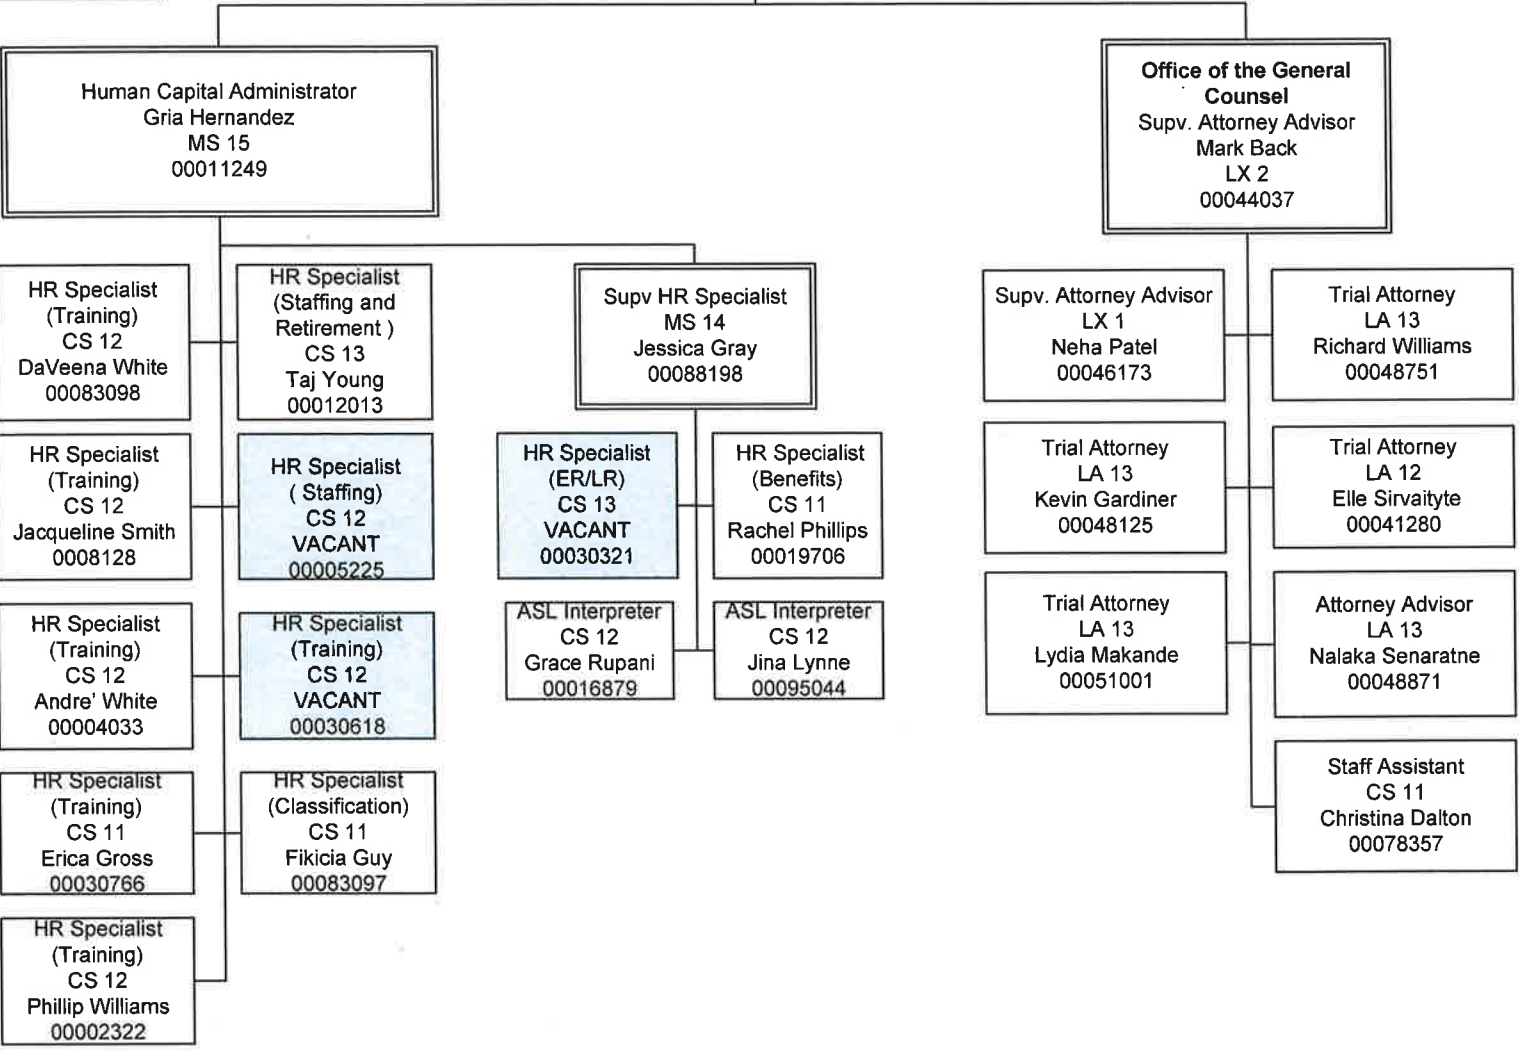 Human Capital Administrator
Gria Hernandez
MS 15
00011249
Office of the General
Counsel
Supv. Attorney Advisor
Mark Back
LX 2
00044037
HR Specialist
(Training)
CS 12
DaVeena White
00083098
HR Specialist
(Staffing and
Retirement )
CS 13
Taj Young
00012013
Supv HR Specialist
MS 14
Jessica Gray
00088198
Supv. Attorney Advisor
LX 1
Neha Patel
00046173
Trial Attorney
LA 13
Richard Williams
00048751
HR Specialist
(Training)
CS 12
Jacqueline Smith
0008128
HR Specialist
( Staffing)
CS 12
VACANT
00005225
HR Specialist
(ER/LR)
CS 13
VACANT
00030321
HR Specialist
(Benefits)
CS 11
Rachel Phillips
00019706
Trial Attorney
LA 13
Kevin Gardiner
00048125
Trial Attorney
LA 12
Elle Sirvaityte
00041280
HR Specialist
(Training)
CS 12
Andre' White
00004033
HR Specialist
(Training)
CS 12
VACANT
00030618
ASL Interpreter
CS 12
Grace Rupani
00016879
ASL Interpreter
CS 12
Jina Lynne
00095044
Trial Attorney
LA 13
Lydia Makande
00051001
Attorney Advisor
LA 13
Nalaka Senaratne
00048871
HR Specialist
(Training)
CS 11
Erica Gross
00030766
HR Specialist
(Classification)
CS 11
Fikicia Guy
00083097
Staff Assistant
CS 11
Christina Dalton
00078357
HR Specialist
(Training)
CS 12
Phillip Williams
00002322